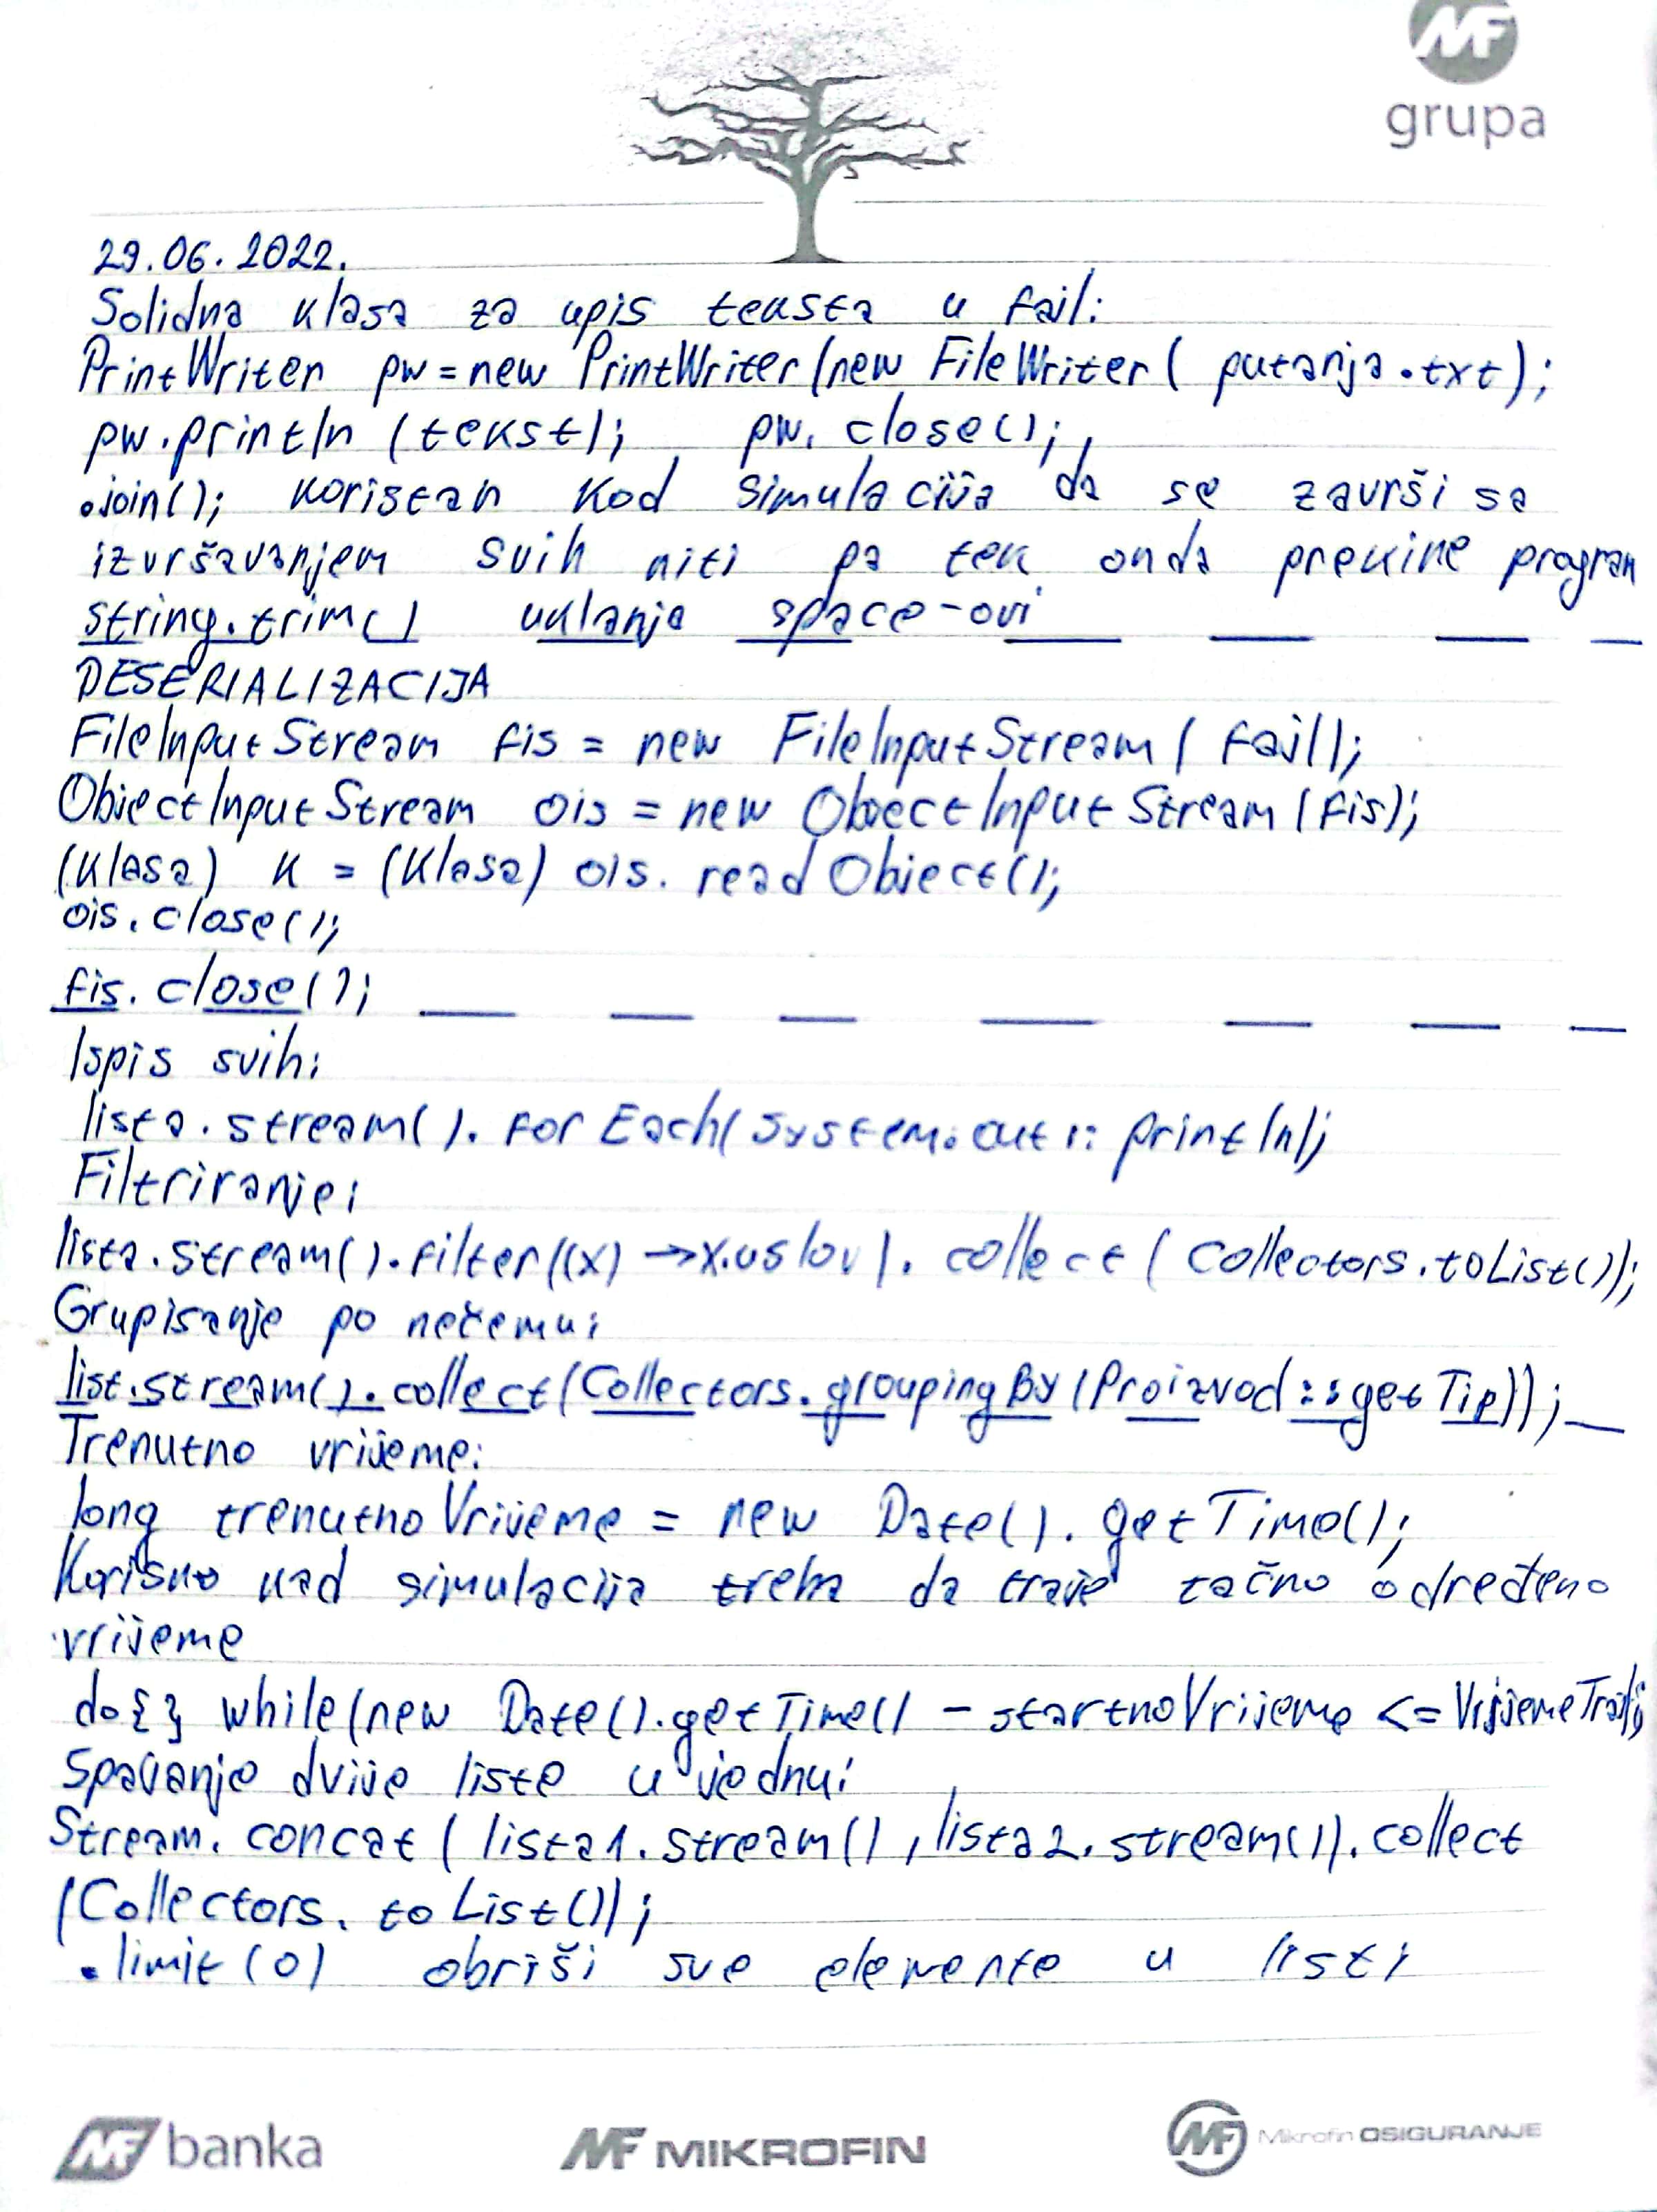 MF
grupa
29.06.2022.
Solidna klasa za upis teksta u fajl:
PrintWriter pw = new PrintWriter(new FileWriter( putanja.txt);
pw.println (tekst); pw. close();
.join(); koristan kod simulacija da se završi sa
izvršavanjem svih niti pa tek onda prekine program
string.trim() uklanja space-ovi
DESERIALIZACIJA
FileInputStream fis = new FileInputStream( fajl);
ObjectInputStream ois = new ObjectInputStream(fis);
(Klasa) k = (Klasa) ois. readObject();
ois.close();
fis. close();
Ispis svih:
lista.stream(). forEach(System.out:: println);
Filtriranje:
lista.stream().filter((x) →x.uslov). collect( Collectors.toList());
Grupisanje po nečemu:
list.stream().collect(Collectors.groupingBy(Proizvod::getTip));
Trenutno vrijeme:
long trenutnoVrijeme = new Date(). getTime();
Korisno kad simulacija treba da traje tačno određeno
vrijeme
do{} while(new Date().getTime() - startnoVrijeme <=
Spajanje dvije liste u jednu:
Stream. concat ( lista1.stream(), lista2.stream()). collect
(Collectors. toList());
.limit (0) obriši sve elemente u listi
MF banka MF MIKROFIN MF Mikrofin OSIGURANJE